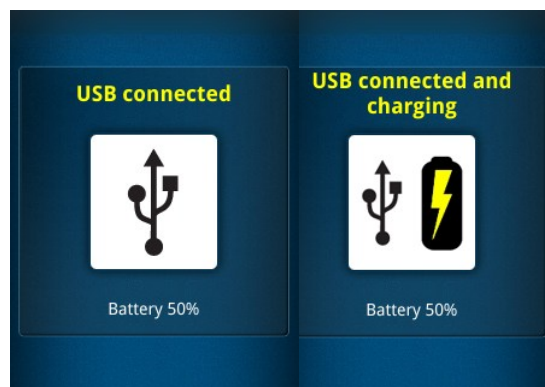 USB connected
Battery 50%
USB connected and
charging
Battery 50%